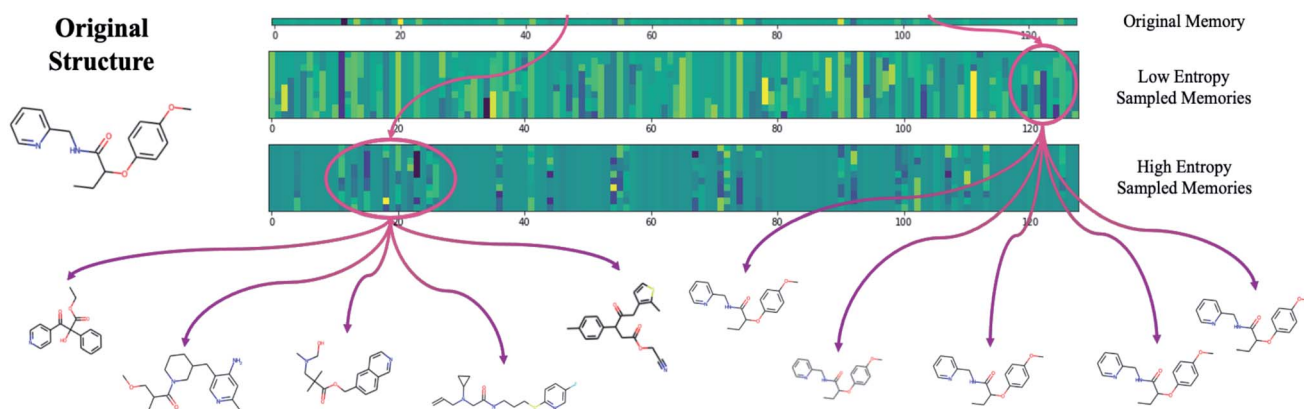 Original
Structure
0 20 40 60 80 100 120
Original Memory
Low Entropy
Sampled Memories
0 20 40 60 80 100 120
High Entropy
Sampled Memories
0 20 40 60 80 100 120